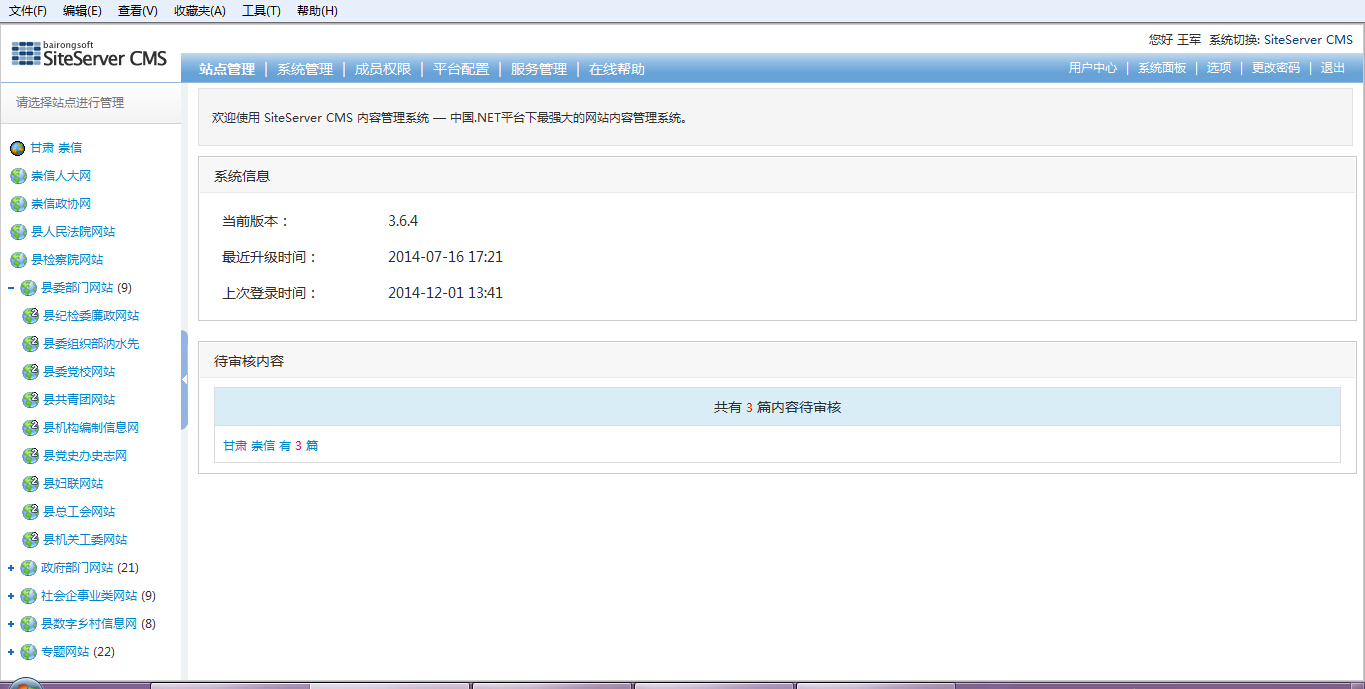 文件(F) 编辑(E) 查看(V) 收藏夹(A) 工具(T) 帮助(H)
bairongsoft
SiteServer CMS
您好 王军 系统切换: SiteServer CMS
站点管理 | 系统管理 | 成员权限 | 平台配置 | 服务管理 | 在线帮助
用户中心 | 系统面板 | 选项 | 更改密码 | 退出
请选择站点进行管理
甘肃 崇信
崇信人大网
崇信政协网
县人民法院网站
县检察院网站
县委部门网站 (9)
县纪检委廉政网站
县委组织部汭水先
县委党校网站
县共青团网站
县机构编制信息网
县党史办史志网
县妇联网站
县总工会网站
县机关工委网站
政府部门网站 (21)
社会企事业类网站 (9)
县数字乡村信息网 (8)
专题网站 (22)
欢迎使用 SiteServer CMS 内容管理系统 — 中国.NET平台下最强大的网站内容管理系统。
系统信息
当前版本： 3.6.4
最近升级时间： 2014-07-16 17:21
上次登录时间： 2014-12-01 13:41
待审核内容
共有 3 篇内容待审核
甘肃 崇信 有 3 篇